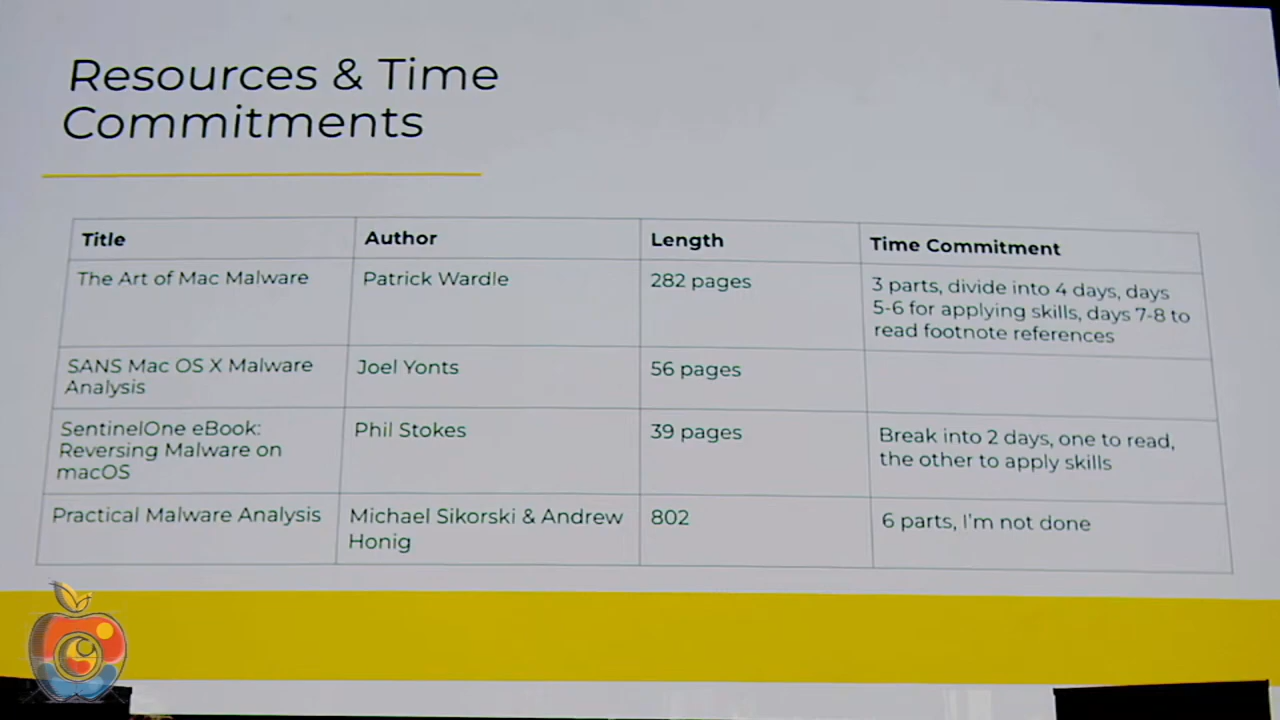 Resources & Time
Commitments
Title
Author
Length
Time Commitment
The Art of Mac Malware
Patrick Wardle
282 pages
3 parts, divide into 4 days, days
5-6 for applying skills, days 7-8 to
read footnote references
SANS Mac OS X Malware
Analysis
Joel Yonts
56 pages
SentinelOne eBook:
Reversing Malware on
macOS
Phil Stokes
39 pages
Break into 2 days, one to read,
the other to apply skills
Practical Malware Analysis
Michael Sikorski & Andrew
Honig
802
6 parts, I'm not done